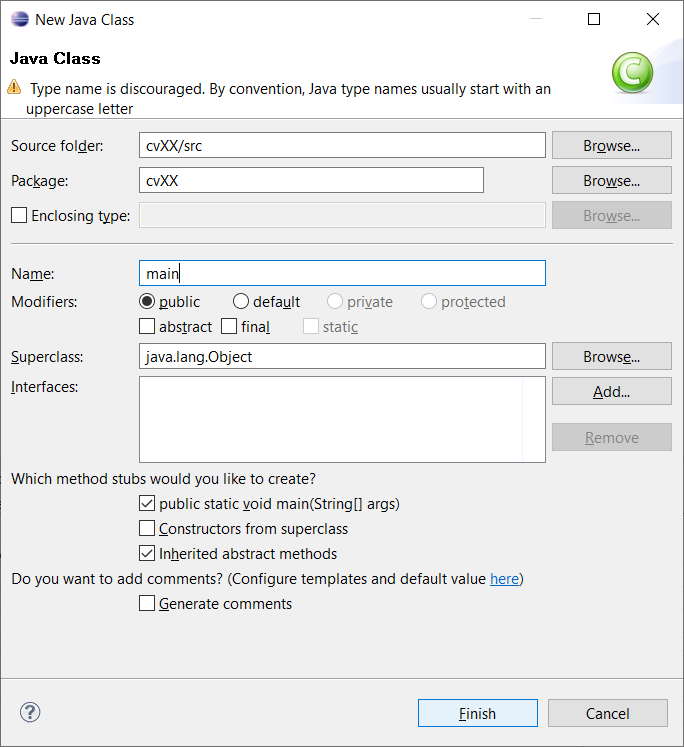 New Java Class
Java Class
Type name is discouraged. By convention, Java type names usually start with an
uppercase letter
Source folder: cvXX/src Browse...
Package: cvXX Browse...
Enclosing type: Browse...
Name: main
Modifiers: public default private protected
abstract final static
Superclass: java.lang.Object Browse...
Interfaces: Add...
Remove
Which method stubs would you like to create?
public static void main(String[] args)
Constructors from superclass
Inherited abstract methods
Do you want to add comments? (Configure templates and default value here)
Generate comments
? Finish Cancel